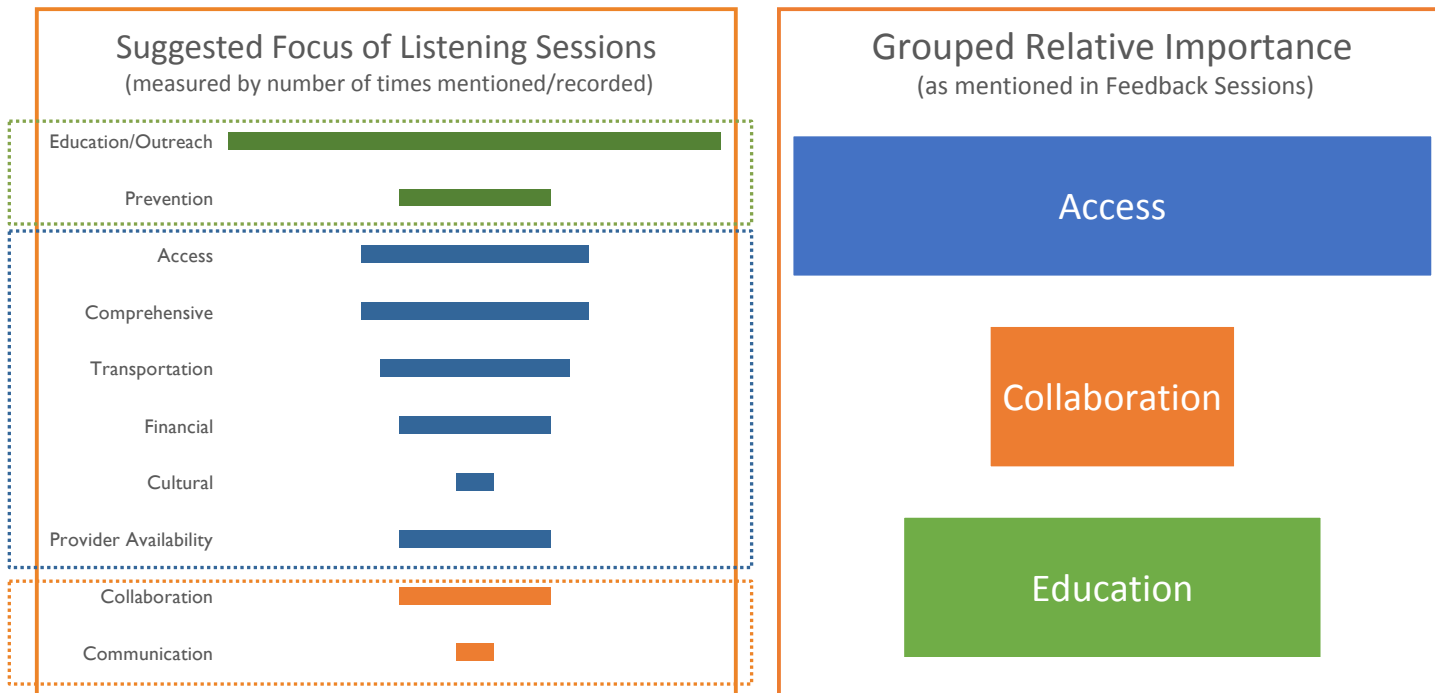 Suggested Focus of Listening Sessions
(measured by number of times mentioned/recorded)
Education/Outreach
Prevention
Access
Comprehensive
Transportation
Financial
Cultural
Provider Availability
Collaboration
Communication
Grouped Relative Importance
(as mentioned in Feedback Sessions)
Access
Collaboration
Education